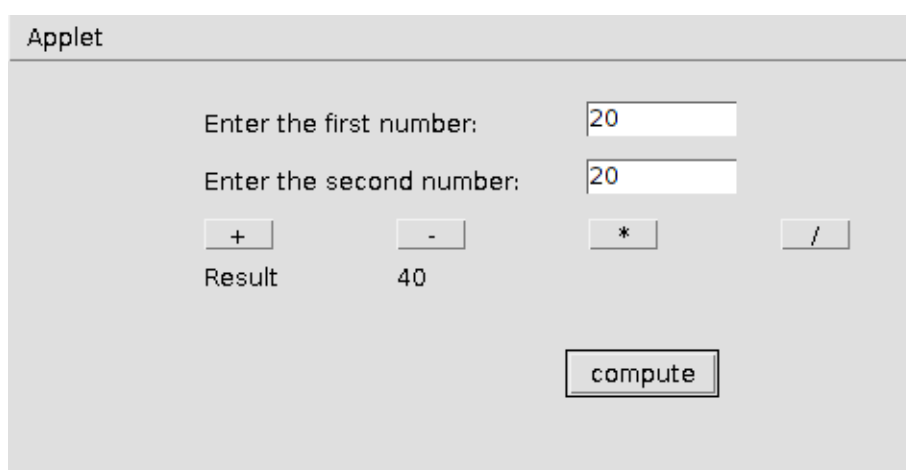 Applet
Enter the first number: 20
Enter the second number: 20
+ - * /
Result 40
compute